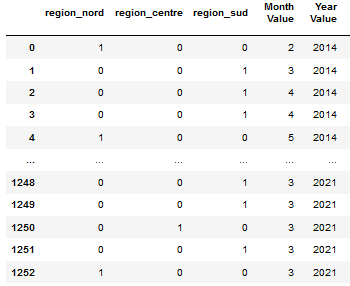 region_nord region_centre region_sud Month Value Year Value
0 1 0 0 2 2014
1 0 0 1 3 2014
2 0 0 1 4 2014
3 0 0 1 4 2014
4 1 0 0 5 2014
... ... ... ... ... ...
1248 0 0 1 3 2021
1249 0 0 1 3 2021
1250 0 1 0 3 2021
1251 0 0 1 3 2021
1252 1 0 0 3 2021